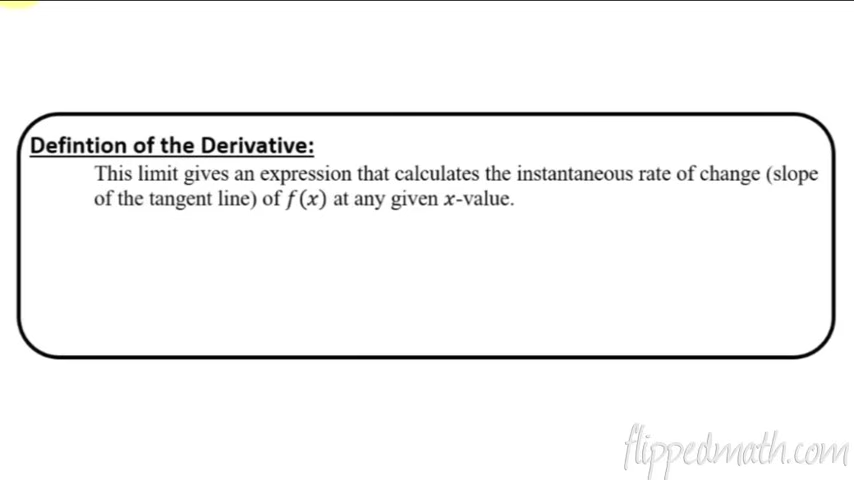 Defintion of the Derivative:
This limit gives an expression that calculates the instantaneous rate of change (slope
of the tangent line) of f(x) at any given x-value.
flippedmath.com